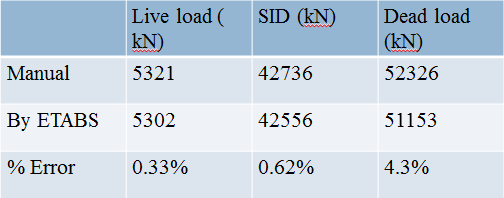 Live load ( SID (kN) Dead load
kN) (kN)
Manual 5321 42736 52326
By ETABS 5302 42556 51153
% Error 0.33% 0.62% 4.3%